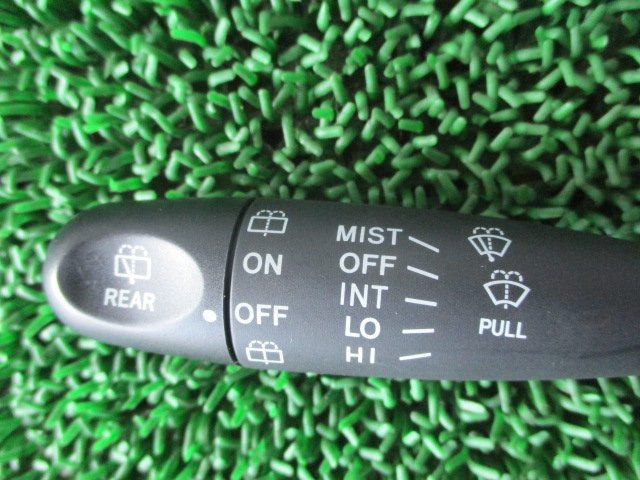 REAR
ON
OFF
MIST
OFF
INT
LO
HI
PULL